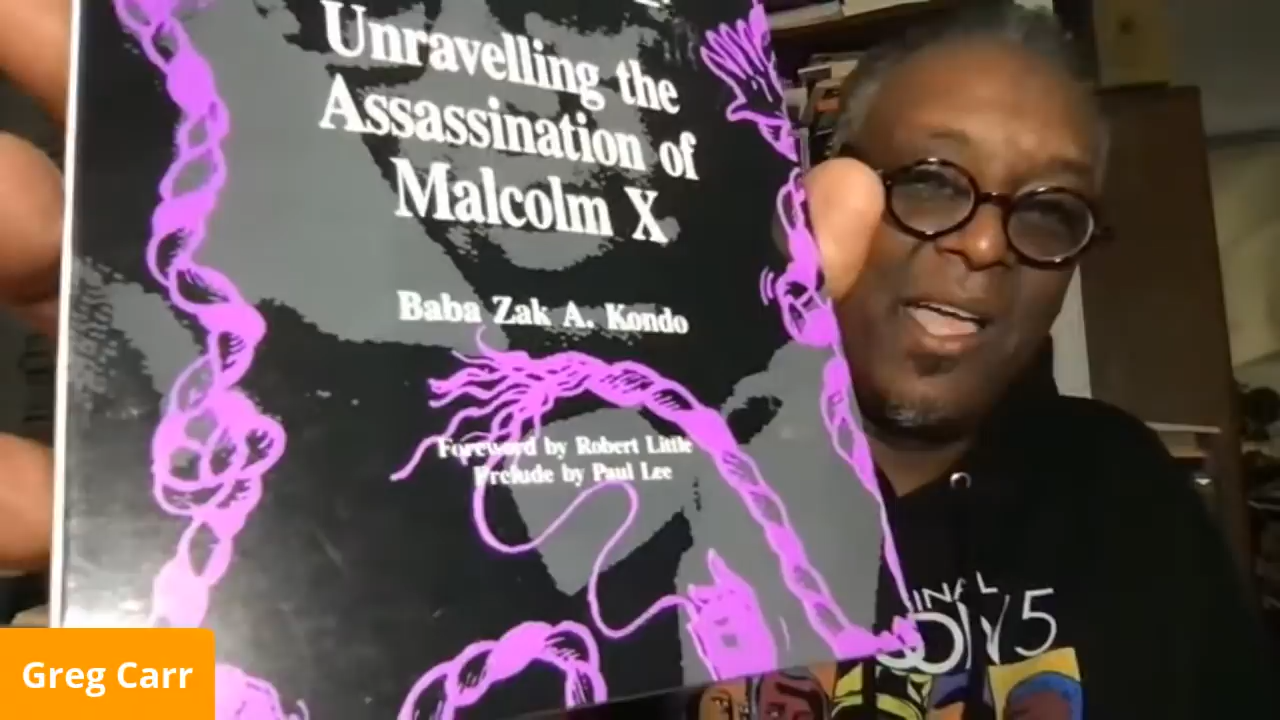 Unravelling the
Assassination of
Malcolm X
Baba Zak A. Kondo
Foreword by Robert Little
Prelude by Paul Lee
Greg Carr